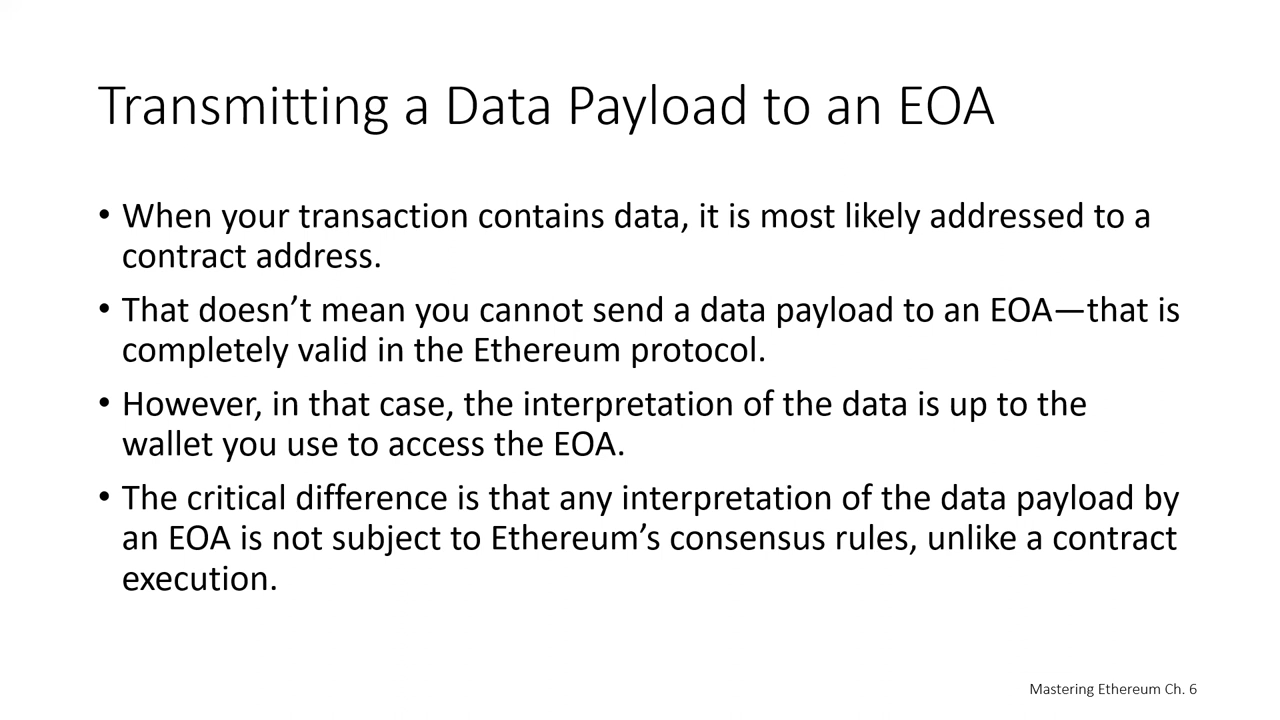 Transmitting a Data Payload to an EOA
• When your transaction contains data, it is most likely addressed to a
contract address.
• That doesn’t mean you cannot send a data payload to an EOA—that is
completely valid in the Ethereum protocol.
• However, in that case, the interpretation of the data is up to the
wallet you use to access the EOA.
• The critical difference is that any interpretation of the data payload by
an EOA is not subject to Ethereum’s consensus rules, unlike a contract
execution.
Mastering Ethereum Ch. 6